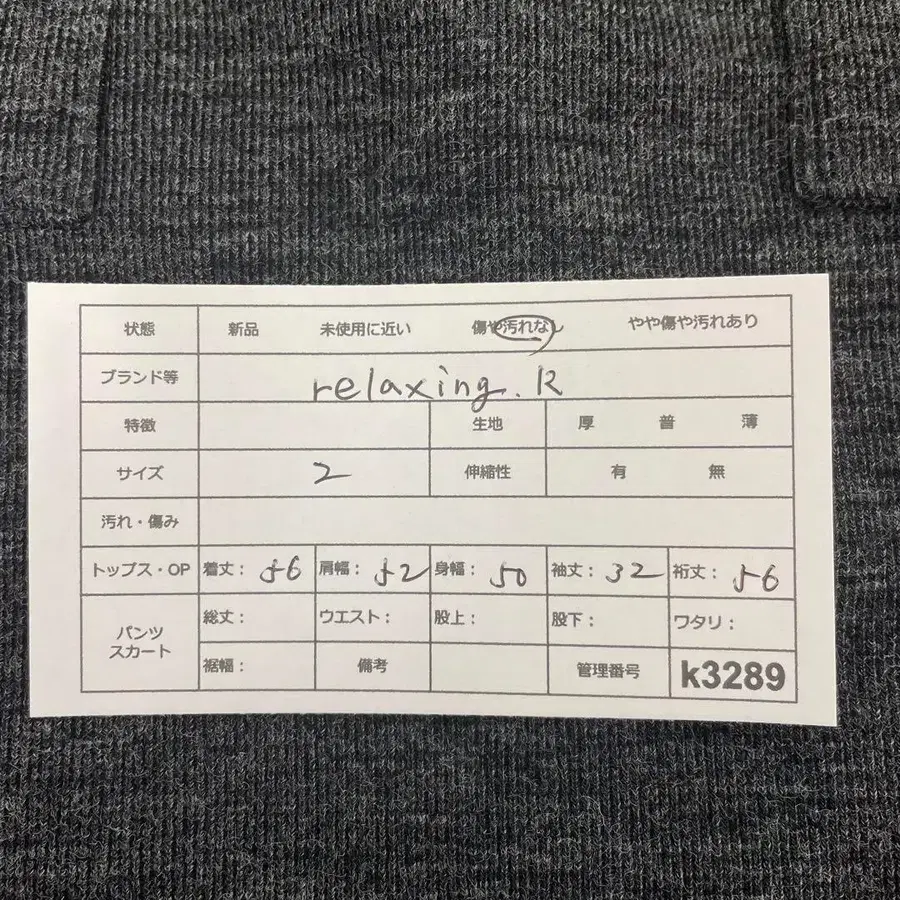 状態 新品 未使用に近い 傷や汚れなし やや傷や汚れあり
ブランド等 relaxing.k
特徴 生地 厚 普 薄
サイズ 2 伸縮性 有 無
汚れ・傷み
トップス・OP 着丈: 56 肩幅: 52 身幅: 50 袖丈: 32 裄丈: 56
パンツ スカート 総丈: ウエスト: 股上: 股下: ワタリ:
裾幅: 備考 管理番号 k3289